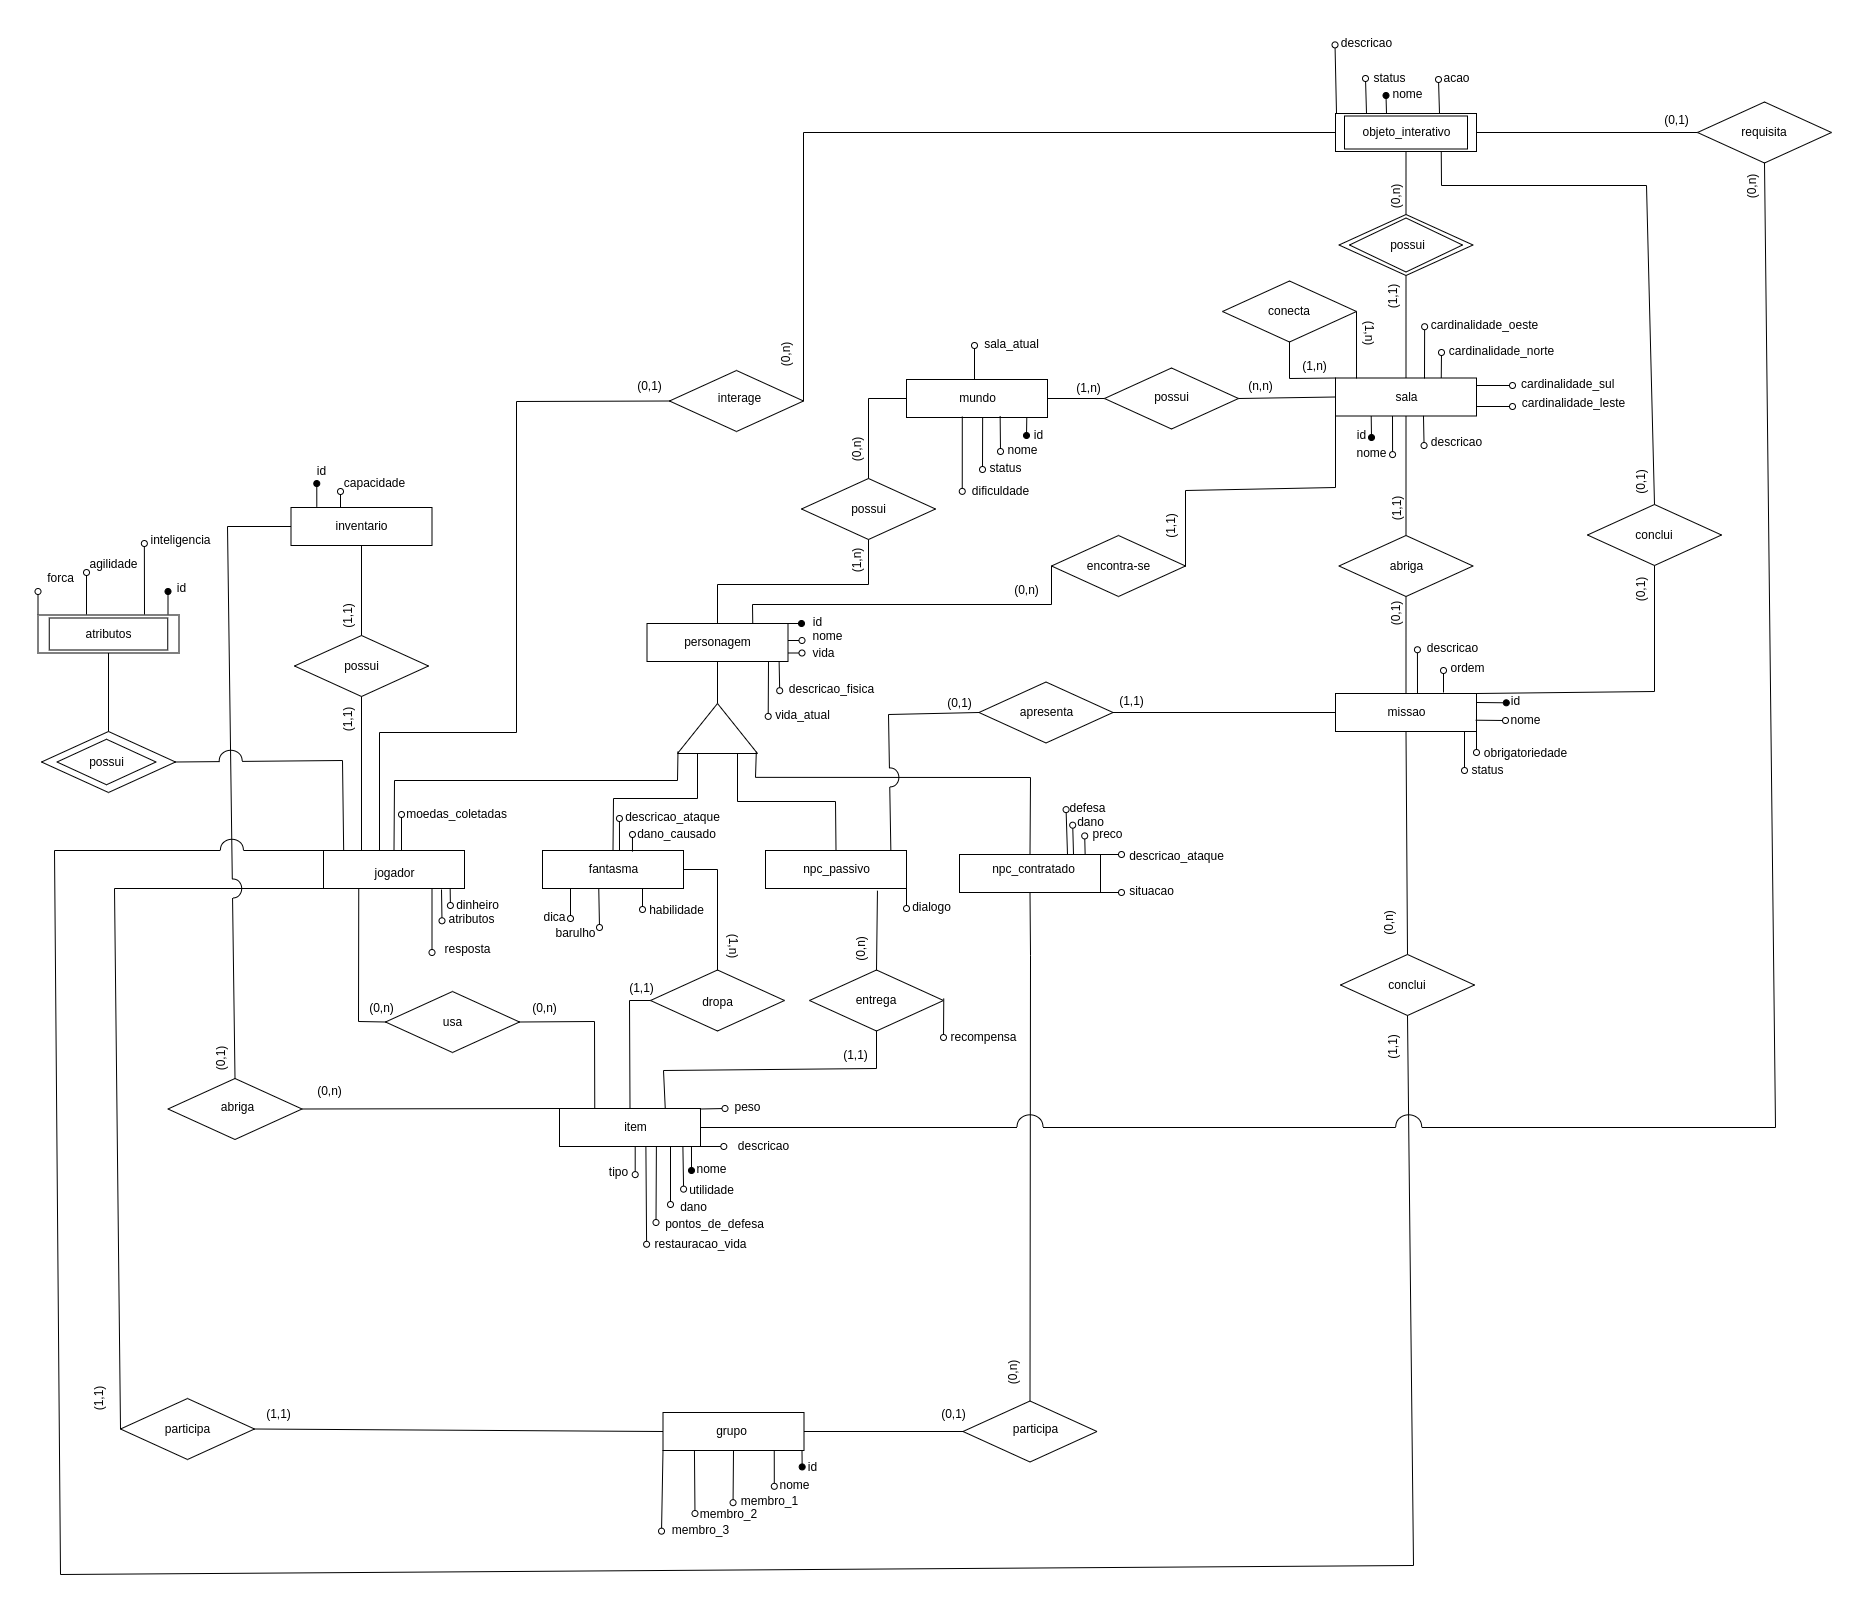 descricao
status
acao
nome
objeto_interativo
(0,1)
requisita
(0,n)
(0,n)
possui
(1,1)
conecta
(1,n)
(1,n)
cardinalidade_oeste
cardinalidade_norte
cardinalidade_sul
cardinalidade_leste
sala
id
nome
descricao
sala_atual
mundo
(1,n)
possui
(n,n)
id
nome
status
dificuldade
(0,n)
(0,1)
interage
(0,n)
possui
(1,n)
id
capacidade
inventario
inteligencia
agilidade
forca
id
atributos
(1,1)
possui
(1,1)
possui
(1,1)
encontra-se
(0,n)
(1,1)
abriga
(0,1)
(0,1)
conclui
(0,1)
personagem
id
nome
vida
descricao_fisica
vida_atual
(0,1)
apresenta
(1,1)
descricao
ordem
missao
id
nome
obrigatoriedade
status
moedas_coletadas
jogador
dinheiro
atributos
resposta
descricao_ataque
dano_causado
fantasma
dica
barulho
habilidade
npc_passivo
dialogo
defesa
dano
preco
npc_contratado
descricao_ataque
situacao
(1,n)
(0,n)
(0,n)
(0,n)
usa
(0,n)
(1,1)
dropa
entrega
recompensa
conclui
(1,1)
(1,1)
(0,1)
abriga
(0,n)
item
peso
descricao
tipo
nome
utilidade
dano
pontos_de_defesa
restauracao_vida
(0,n)
(1,1)
participa
(1,1)
grupo
(0,1)
participa
id
nome
membro_1
membro_2
membro_3